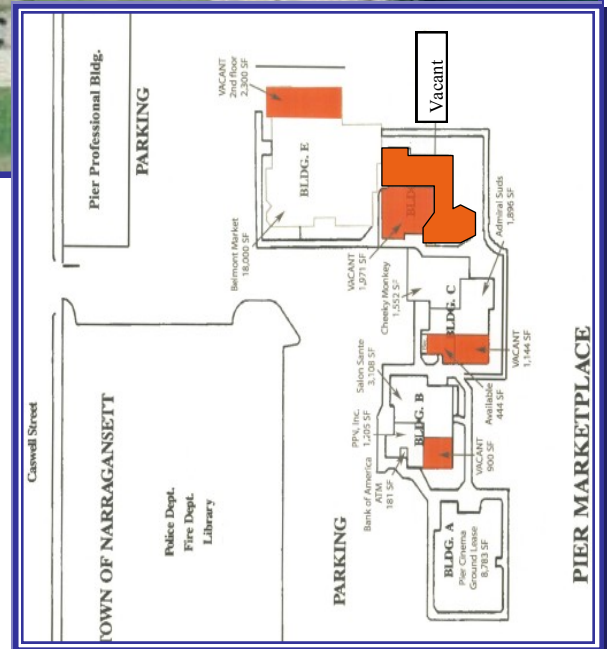 Caswell Street
Pier Professional Bldg.
TOWN OF NARRAGANSETT
Police Dept.
Fire Dept.
Library
PARKING
PARKING
VACANT
2nd floor
2,300 SF
BLDG. E
Belmont Market
18,000 SF
Vacant
VACANT
1,971 SF
BLD
Cheeky Monkey
1,552 SF
BLDG. C
Admiral Suds
1,896 SF
VACANT
1,144 SF
Available
444 SF
Salon Sante
3,108 SF
PPV, Inc.
1,205 SF
BLDG. B
Bank of America
ATM
181 SF
VACANT
900 SF
BLDG. A
Pier Cinema
Ground Lease
8,783 SF
PIER MARKETPLACE